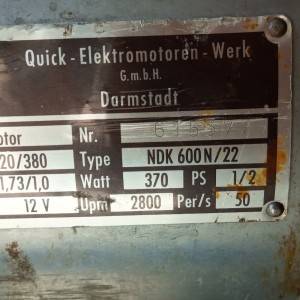 Quick - Elektromotoren - Werk
G.m.b.H.
Darmstadt
otor Nr.
20/380 Type NDK 600 N/22
1,73/1,0 Watt 370 PS 1/2
12 V Upm 2800 Per/s 50